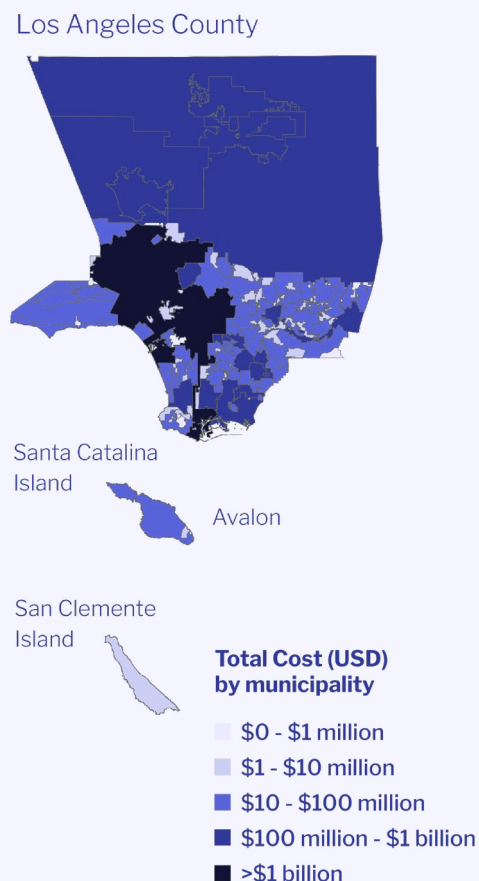 Los Angeles County
Santa Catalina
Island
Avalon
San Clemente
Island
Total Cost (USD)
by municipality
$0 - $1 million
$1 - $10 million
$10 - $100 million
$100 million - $1 billion
>$1 billion